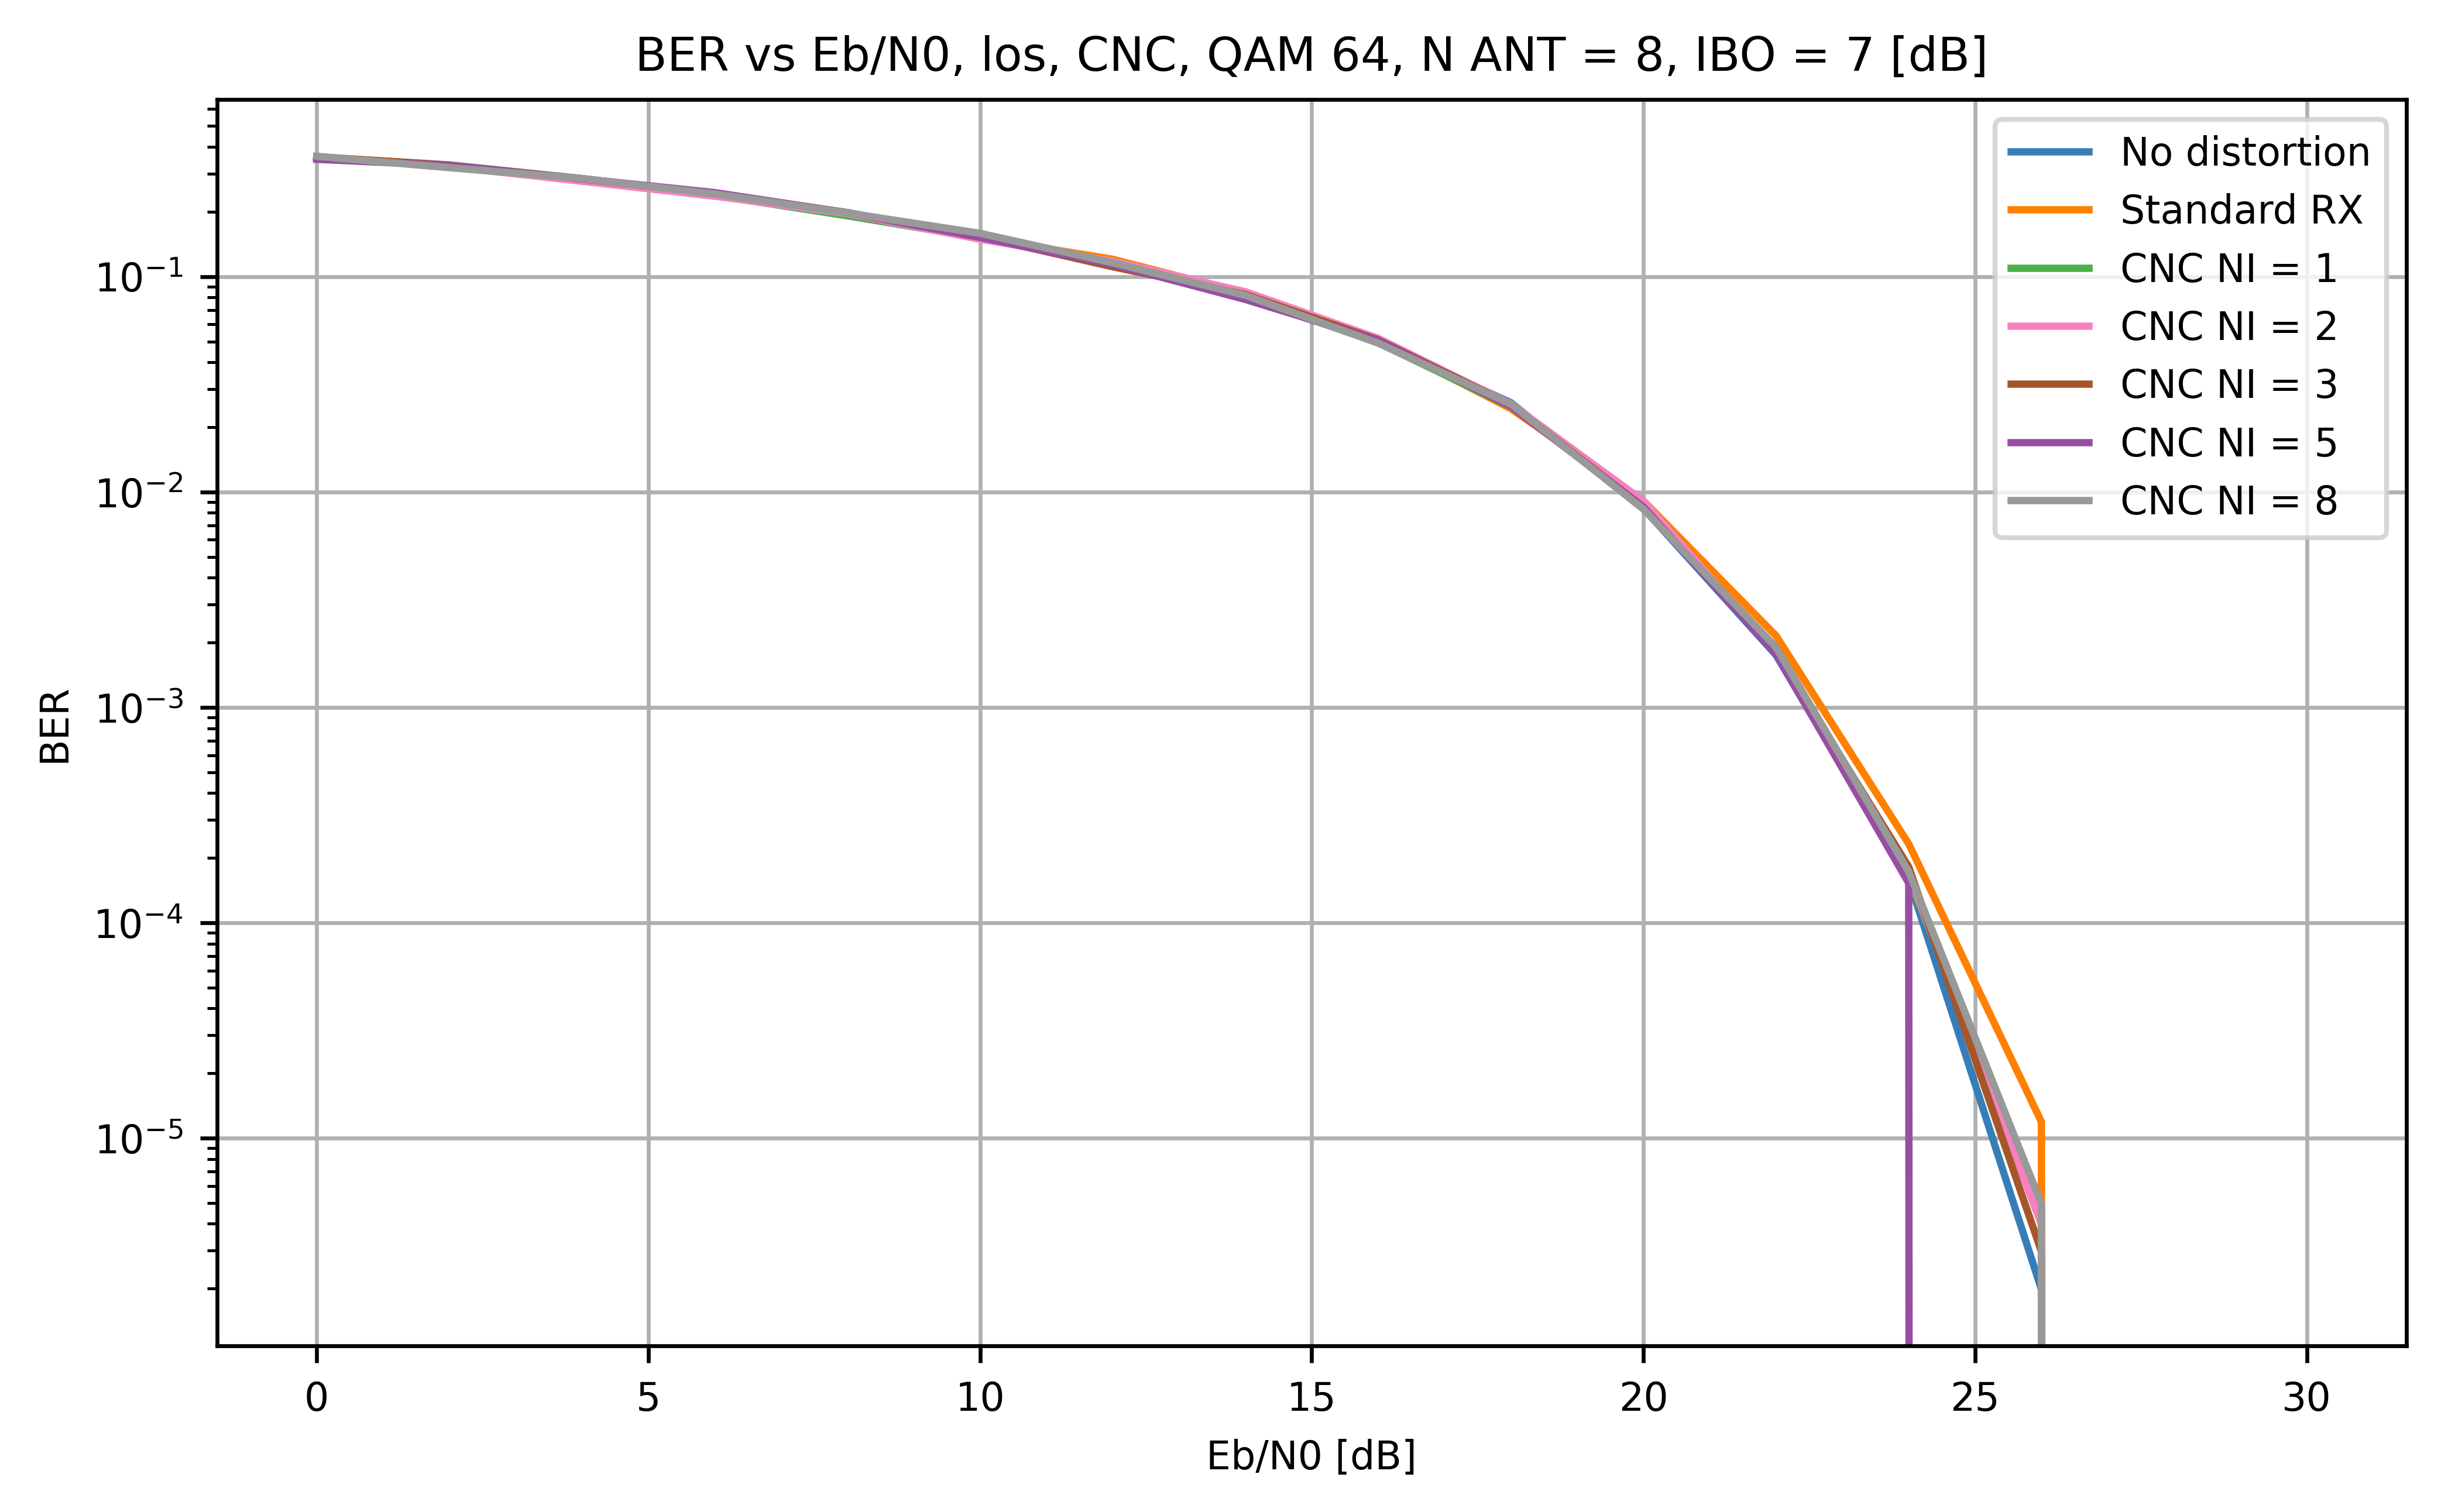 BER vs Eb/N0, los, CNC, QAM 64, N ANT = 8, IBO = 7 [dB]
No distortion
Standard RX
CNC NI = 1
CNC NI = 2
CNC NI = 3
CNC NI = 5
CNC NI = 8
BER
10⁻¹
10⁻²
10⁻³
10⁻⁴
10⁻⁵
0 5 10 15 20 25 30
Eb/N0 [dB]